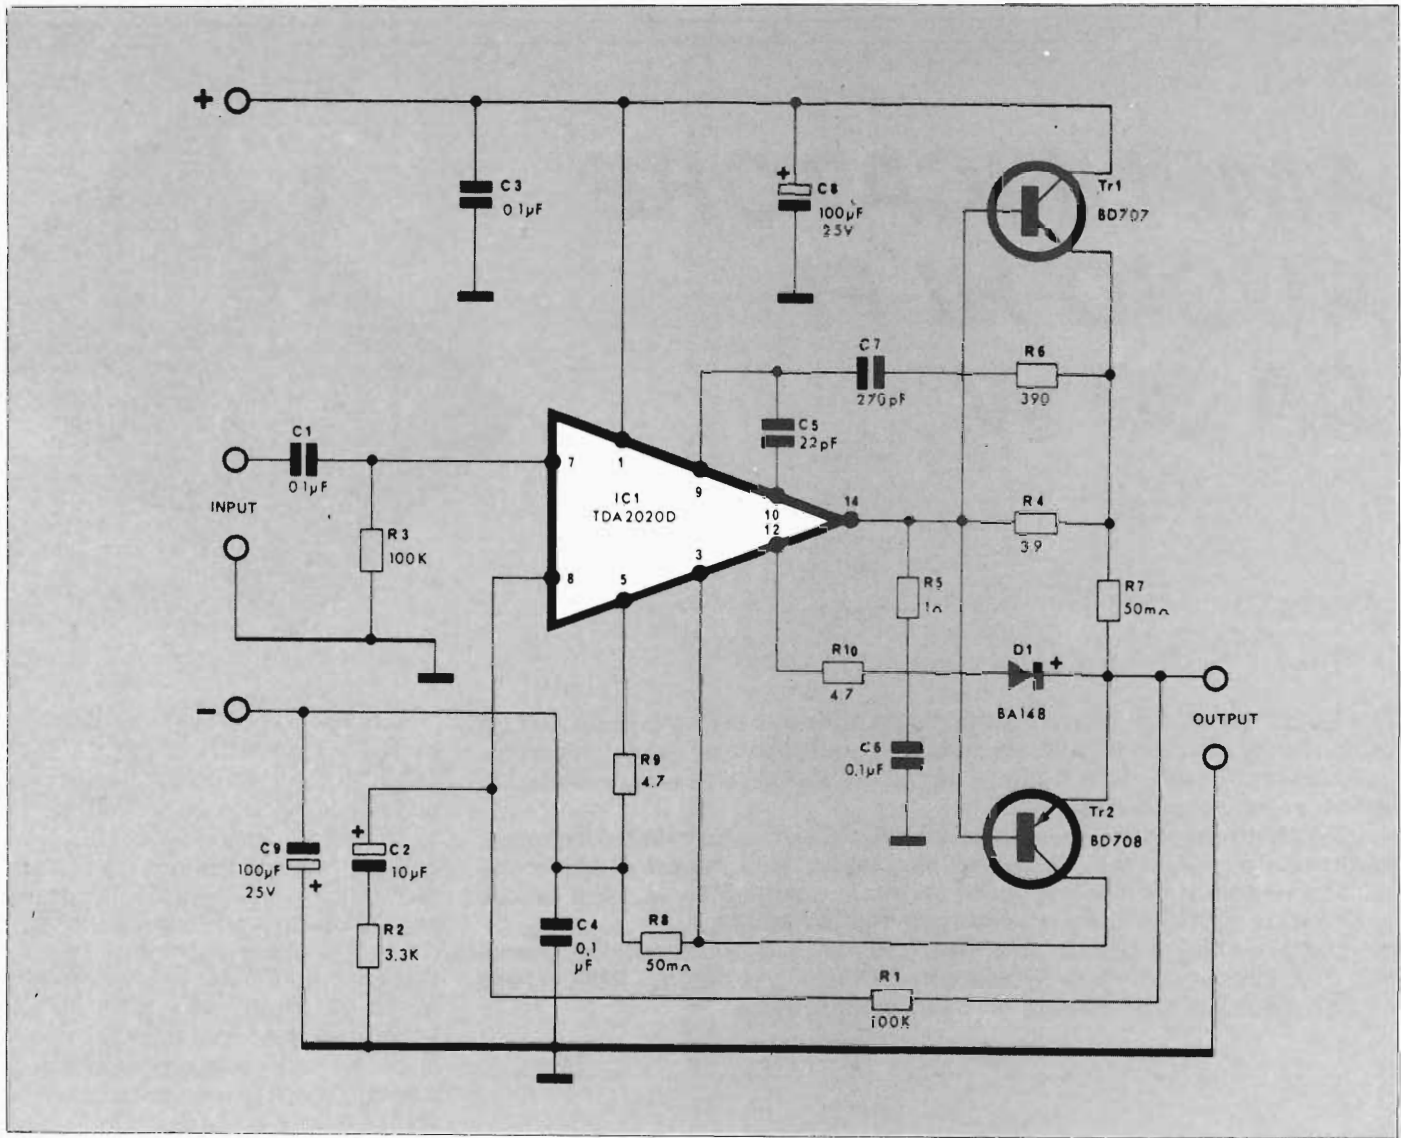 +
C3
0.1µF
+
C8
100µF
25V
Tr1
BD707
C7
270pF
R6
390
C1
0.1µF
INPUT
R3
100K
7
1
9
IC1
TDA2020D
10
12
14
8
5
3
C5
22pF
R4
3.9
R5
1Ω
R7
50mΩ
R10
4.7
D1
+
BA148
OUTPUT
−
C6
0,1µF
R9
4.7
Tr2
BD708
C9
100µF
25V
+
+
C2
10µF
R2
3.3K
C4
0,1
µF
R8
50mΩ
R1
100K